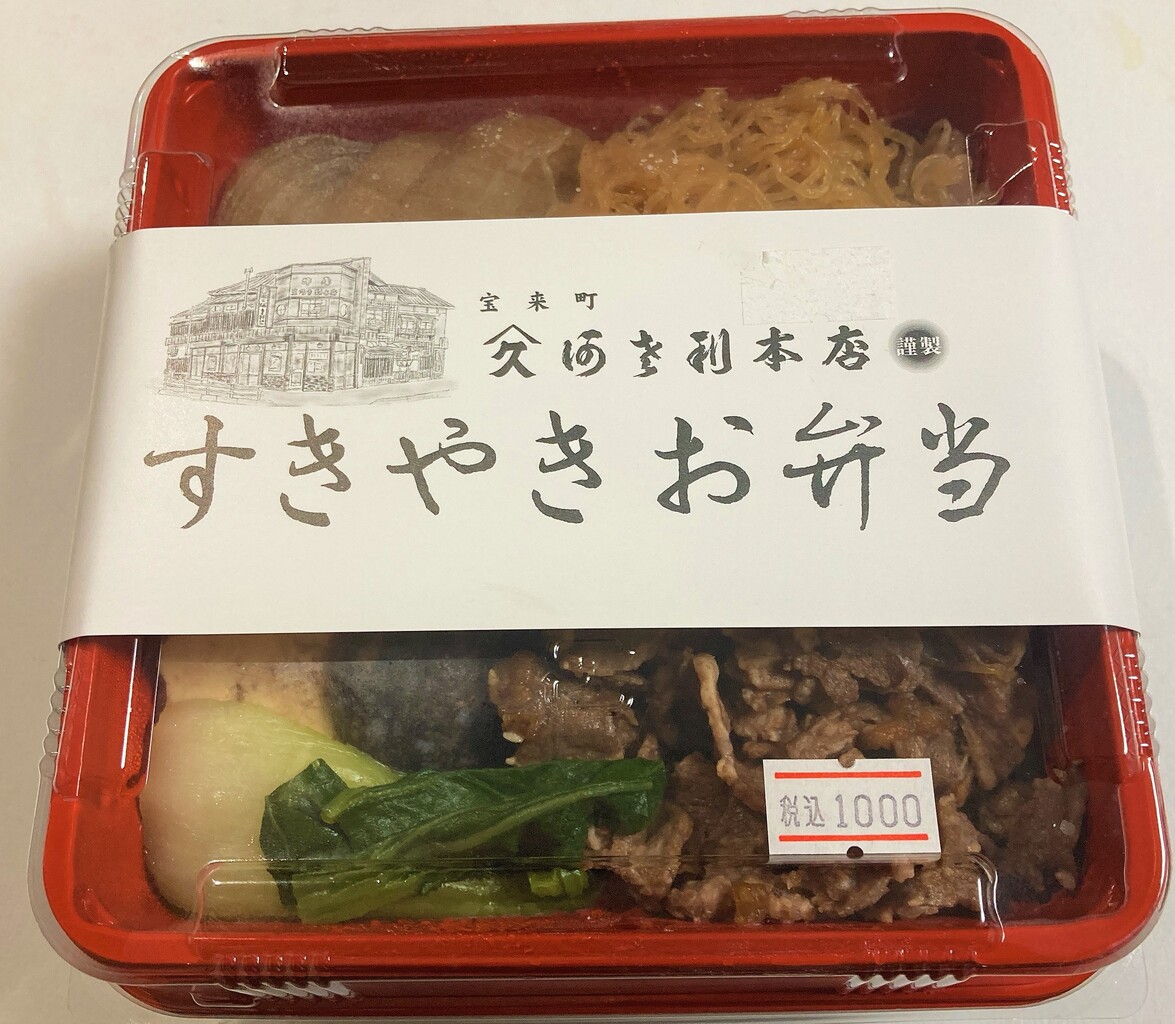 宝来町
久 阿さ利本店 謹製
すきやきお弁当
税込1000